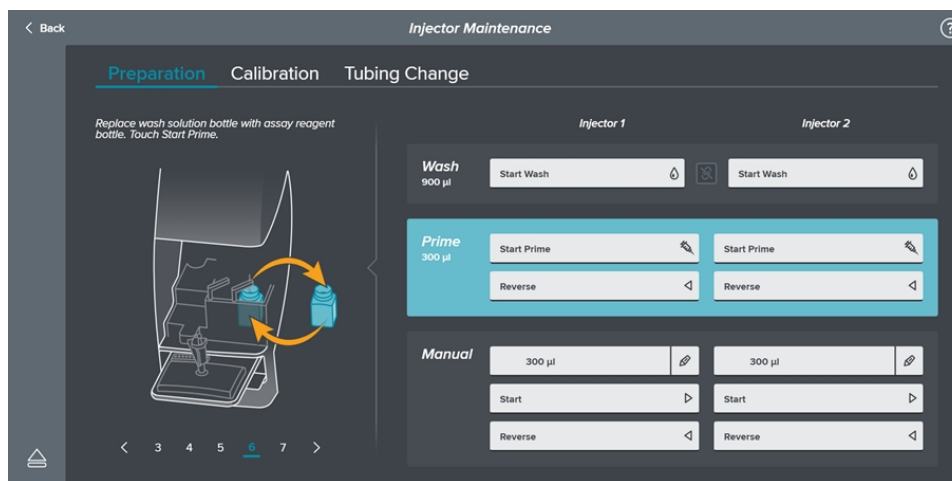 Back
Injector Maintenance
?
Preparation Calibration Tubing Change
Replace wash solution bottle with assay reagent
bottle. Touch Start Prime.
Injector 1 Injector 2
Wash
900 µl
Start Wash Start Wash
Prime
300 µl
Start Prime Start Prime
Reverse Reverse
Manual
300 µl 300 µl
Start Start
Reverse Reverse
< 3 4 5 6 7 >